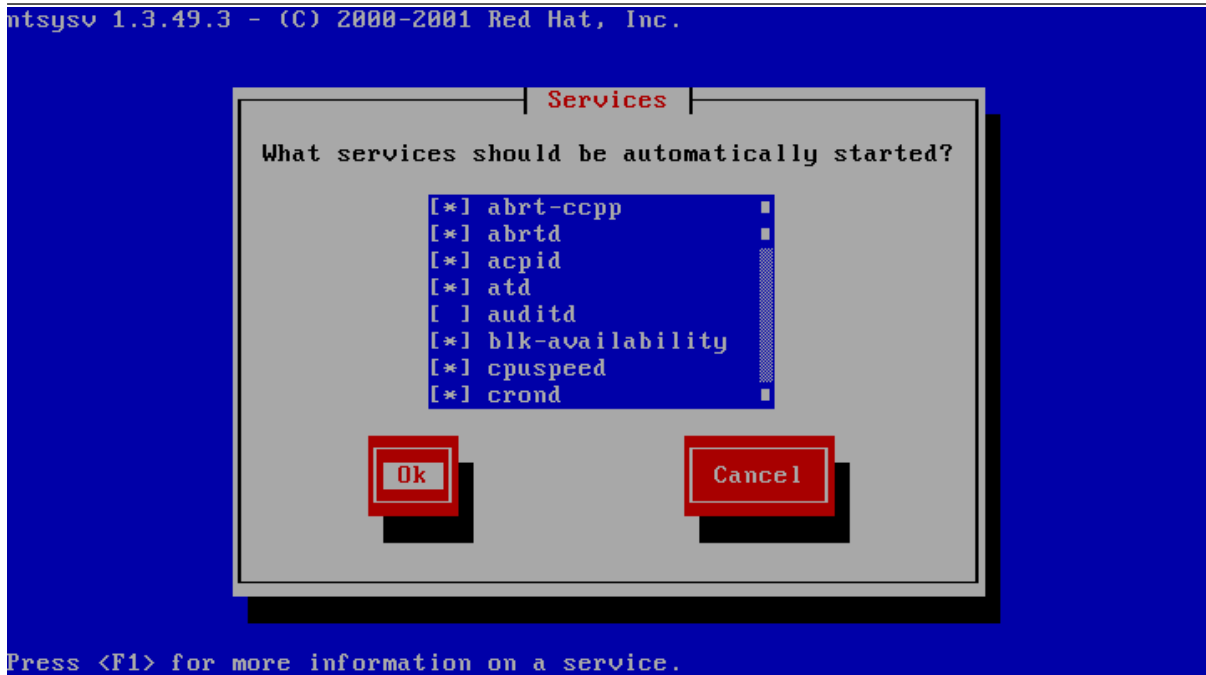 ntsysv 1.3.49.3 - (C) 2000-2001 Red Hat, Inc.
Services
What services should be automatically started?
[*] abrt-ccpp
[*] abrtd
[*] acpid
[*] atd
[ ] auditd
[*] blk-availability
[*] cpuspeed
[*] crond
Ok Cancel
Press <F1> for more information on a service.